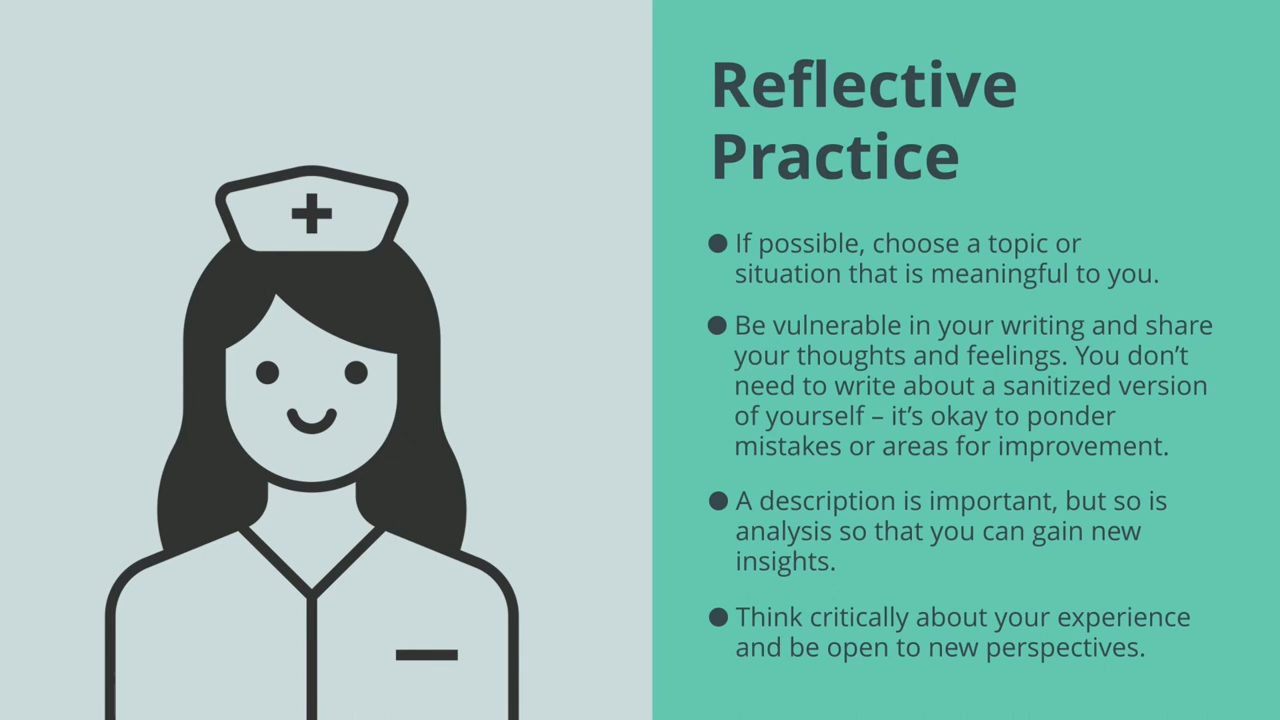 Reflective
Practice
● If possible, choose a topic or
situation that is meaningful to you.
● Be vulnerable in your writing and share
your thoughts and feelings. You don’t
need to write about a sanitized version
of yourself – it’s okay to ponder
mistakes or areas for improvement.
● A description is important, but so is
analysis so that you can gain new
insights.
● Think critically about your experience
and be open to new perspectives.